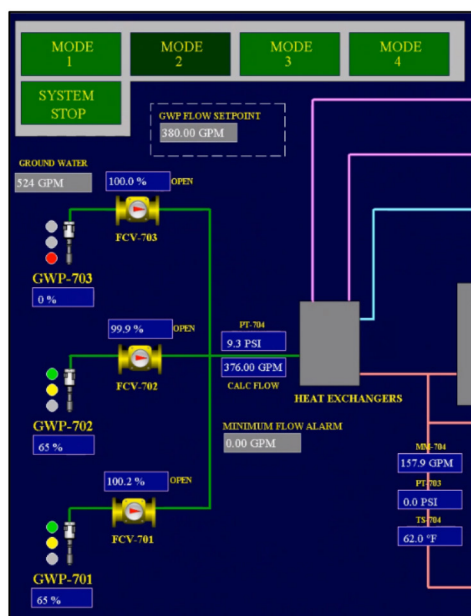 MODE
1
MODE
2
MODE
3
MODE
4
SYSTEM
STOP
GWP FLOW SETPOINT
380.00 GPM
GROUND WATER
524 GPM
100.0 %
OPEN
FCV-703
GWP-703
0 %
99.9 %
OPEN
FCV-702
GWP-702
65 %
PT-704
9.3 PSI
376.00 GPM
CALC FLOW
HEAT EXCHANGERS
MINIMUM FLOW ALARM
0.00 GPM
MM-704
157.9 GPM
PT-703
0.0 PSI
TS-704
62.0 °F
100.2 %
OPEN
FCV-701
GWP-701
65 %